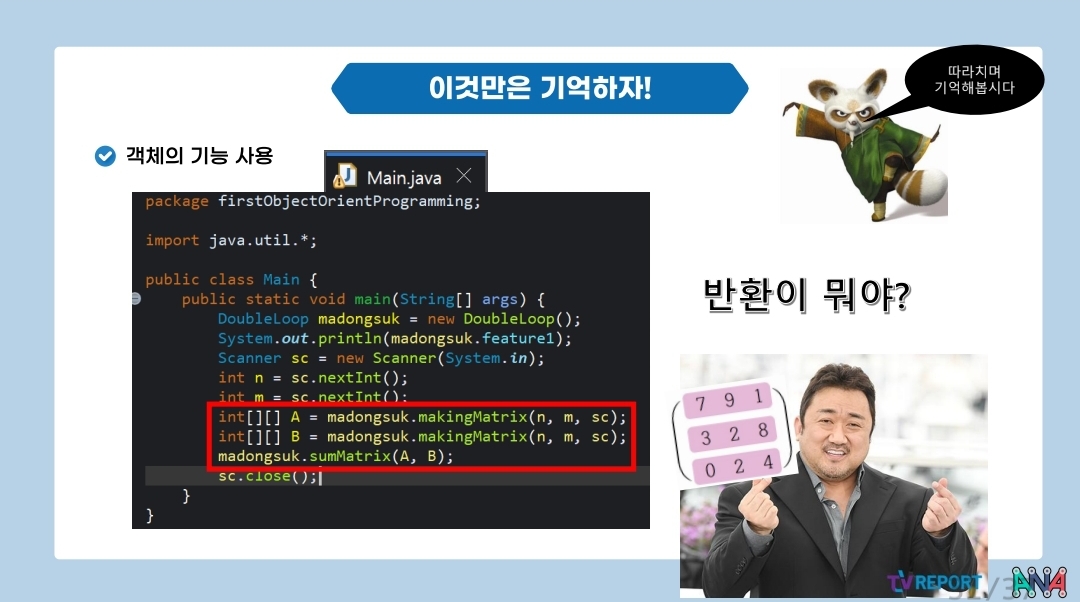 이것만은 기억하자!
따라치며
기억해봅시다
객체의 기능 사용
Main.java
package firstObjectOrientProgramming;
import java.util.*;
public class Main {
public static void main(String[] args) {
DoubleLoop madongsuk = new DoubleLoop();
System.out.println(madongsuk.feature1);
Scanner sc = new Scanner(System.in);
int n = sc.nextInt();
int m = sc.nextInt();
int[][] A = madongsuk.makingMatrix(n, m, sc);
int[][] B = madongsuk.makingMatrix(n, m, sc);
madongsuk.sumMatrix(A, B);
sc.close();
}
}
반환이 뭐야?
7 9 1
3 2 8
0 2 4
TVREPORT
ANA